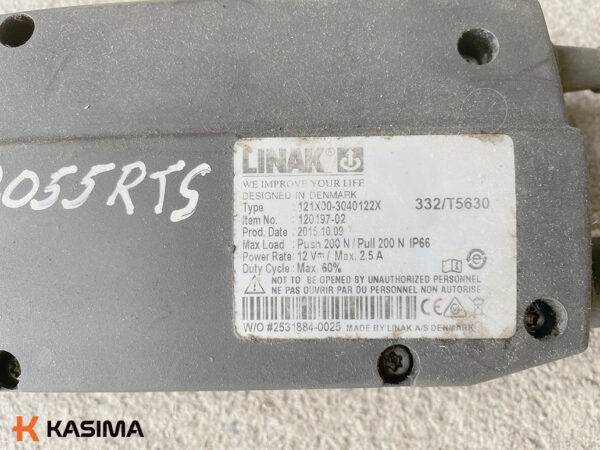 055RTS
LINAK®
WE IMPROVE YOUR LIFE
DESIGNED IN DENMARK
Type : 121X00-3040122X 332/T5630
Item No. : 120197-02
Prod. Date : 2015.10.09
Max Load : Push 200 N / Pull 200 N IP66
Power Rate: 12 V⎓/ Max. 2.5 A
Duty Cycle : Max. 60%
NOT TO BE OPENED BY UNAUTHORIZED PERSONNEL
NE PAS OUVRIR PAR DU PERSONNEL NON AUTORISE
CE
W/O #2531884-0025 MADE BY LINAK A/S DENMARK
KASIMA